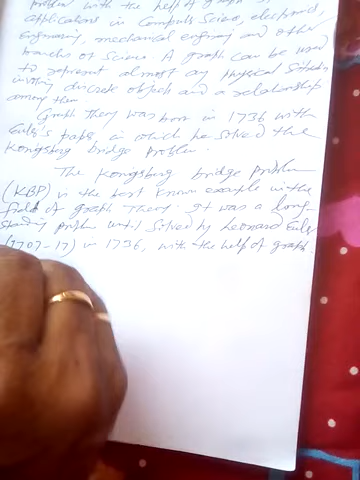 problem with the help of graph
applications in Computer Science, electronics,
Engineering, mechanical engineering and other
branches of Science A graph can be used
to represent almost any physical situation
involving discrete objects and a relationship
among them
Graph Theory was born in 1736 with
Euler's paper in which he solved the
Konigsberg bridge Problem.
The Konigsberg bridge problem
(KBP) is the best known example in the
field of graph Theory. It was a long-
standing problem until solved by Leonard Euler
(1707-17) in 1736, with the help of graph.